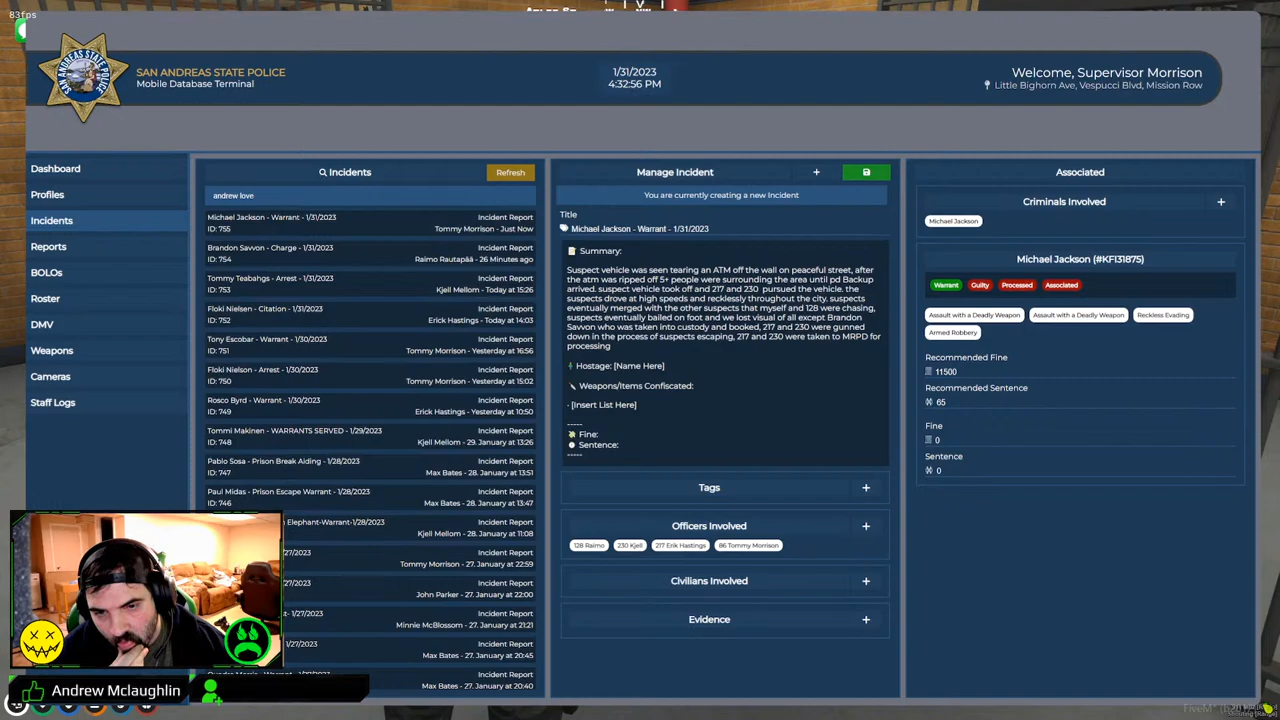 83fps
SAN ANDREAS STATE POLICE
Mobile Database Terminal
1/31/2023
4:32:56 PM
Welcome, Supervisor Morrison
Little Bighorn Ave, Vespucci Blvd, Mission Row
Dashboard
Profiles
Incidents
Reports
BOLOs
Roster
DMV
Weapons
Cameras
Staff Logs
Incidents
Refresh
andrew love
Michael Jackson - Warrant - 1/31/2023
Incident Report
ID: 755
Tommy Morrison - Just Now
Brandon Savvon - Charge - 1/31/2023
Incident Report
ID: 754
Raimo Rautapää - 26 Minutes ago
Tommy Teabahgs - Arrest - 1/31/2023
Incident Report
ID: 753
Kjell Mellom - Today at 15:26
Floki Nielsen - Citation - 1/31/2023
Incident Report
ID: 752
Erick Hastings - Today at 14:03
Tony Escobar - Warrant - 1/30/2023
Incident Report
ID: 751
Tommy Morrison - Yesterday at 16:56
Floki Nielsen - Arrest - 1/30/2023
Incident Report
ID: 750
Tommy Morrison - Yesterday at 15:02
Rosco Byrd - Warrant - 1/30/2023
Incident Report
ID: 749
Erick Hastings - Yesterday at 10:50
Tommi Makinen - WARRANTS SERVED - 1/29/2023
Incident Report
ID: 748
Kjell Mellom - 29. January at 13:26
Pablo Sosa - Prison Break Aiding - 1/28/2023
Incident Report
ID: 747
Max Bates - 28. January at 13:51
Paul Midas - Prison Escape Warrant - 1/28/2023
Incident Report
ID: 746
Max Bates - 28. January at 13:47
Elephant-Warrant-1/28/2023
Incident Report
Kjell Mellom - 28. January at 11:08
/27/2023
Incident Report
Tommy Morrison - 27. January at 22:59
/27/2023
Incident Report
John Parker - 27. January at 22:00
- 1/27/2023
Incident Report
Minnie McBlossom - 27. January at 21:21
1/27/2023
Incident Report
Max Bates - 27. January at 20:45
Incident Report
Max Bates - 27. January at 20:40
Manage Incident
+
You are currently creating a new Incident
Title
Michael Jackson - Warrant - 1/31/2023
Summary:
Suspect vehicle was seen tearing an ATM off the wall on peaceful street, after
the atm was ripped off 5+ people were surrounding the area until pd Backup
arrived. suspect vehicle took off and 217 and 230 pursued the vehicle. the
suspects drove at high speeds and recklessly throughout the city. suspects
eventually merged with the other suspects that myself and 128 were chasing,
suspects eventually bailed on foot and we lost visual of all except Brandon
Savvon who was taken into custody and booked, 217 and 230 were gunned
down in the process of suspects escaping, 217 and 230 were taken to MRPD for
processing
Hostage: [Name Here]
Weapons/Items Confiscated:
· [Insert List Here]
-----
Fine:
Sentence:
-----
Tags +
Officers Involved +
128 Raimo
230 Kjell
217 Erik Hastings
86 Tommy Morrison
Civilians Involved +
Evidence +
Associated
Criminals Involved +
Michael Jackson
Michael Jackson (#KFI31875)
Warrant
Guilty
Processed
Associated
Assault with a Deadly Weapon
Assault with a Deadly Weapon
Reckless Evading
Armed Robbery
Recommended Fine
11500
Recommended Sentence
65
Fine
0
Sentence
0
Andrew Mclaughlin